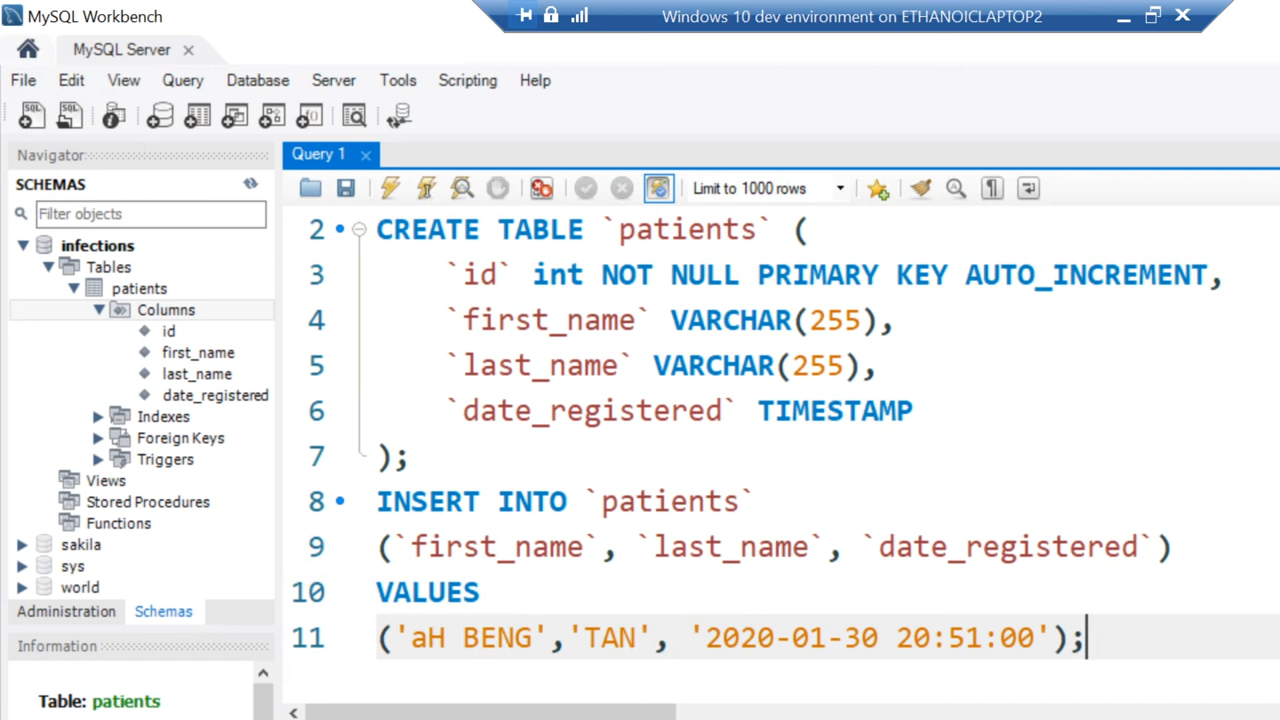 MySQL Workbench
Windows 10 dev environment on ETHANOICLAPTOP2
MySQL Server
File Edit View Query Database Server Tools Scripting Help
Navigator
SCHEMAS
Filter objects
infections
Tables
patients
Columns
id
first_name
last_name
date_registered
Indexes
Foreign Keys
Triggers
Views
Stored Procedures
Functions
sakila
sys
world
Administration Schemas
Information
Table: patients
Query 1
Limit to 1000 rows
2 CREATE TABLE `patients` (
3 `id` int NOT NULL PRIMARY KEY AUTO_INCREMENT,
4 `first_name` VARCHAR(255),
5 `last_name` VARCHAR(255),
6 `date_registered` TIMESTAMP
7 );
8 INSERT INTO `patients`
9 (`first_name`, `last_name`, `date_registered`)
10 VALUES
11 ('aH BENG','TAN', '2020-01-30 20:51:00');